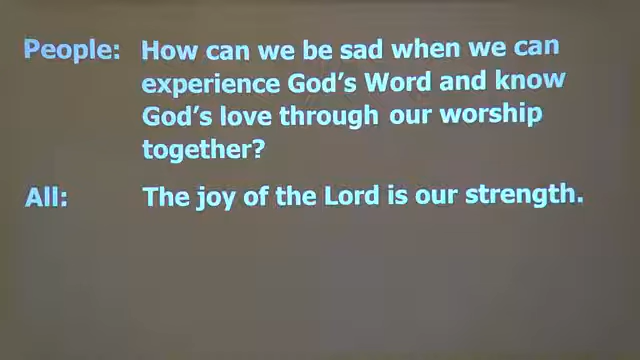 People: How can we be sad when we can
experience God's Word and know
God's love through our worship
together?
All: The joy of the Lord is our strength.